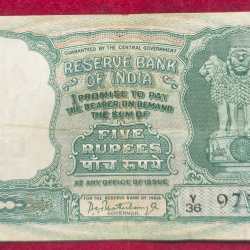 GUARANTEED BY THE CENTRAL GOVERNMENT
RESERVE BANK
OF INDIA
I PROMISE TO PAY
THE BEARER ON DEMAND
THE SUM OF
FIVE
RUPEES
पाँच रुपये
AT ANY OFFICE OF ISSUE
FOR THE RESERVE BANK OF INDIA
GOVERNOR
Y
36
97